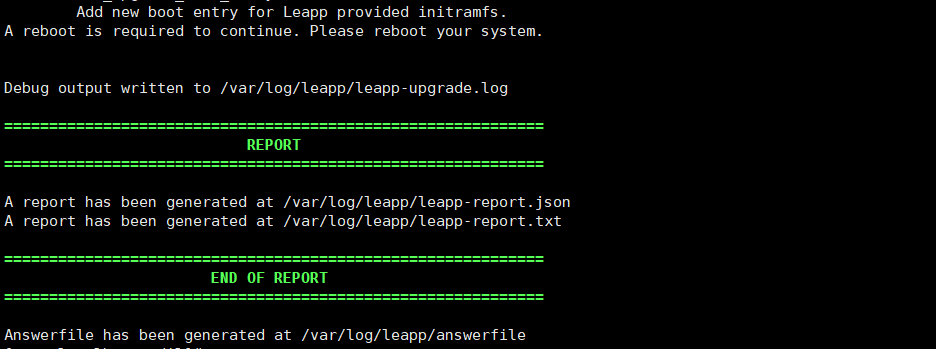 Add new boot entry for Leapp provided initramfs.
A reboot is required to continue. Please reboot your system.
Debug output written to /var/log/leapp/leapp-upgrade.log
============================================================
REPORT
============================================================
A report has been generated at /var/log/leapp/leapp-report.json
A report has been generated at /var/log/leapp/leapp-report.txt
============================================================
END OF REPORT
============================================================
Answerfile has been generated at /var/log/leapp/answerfile